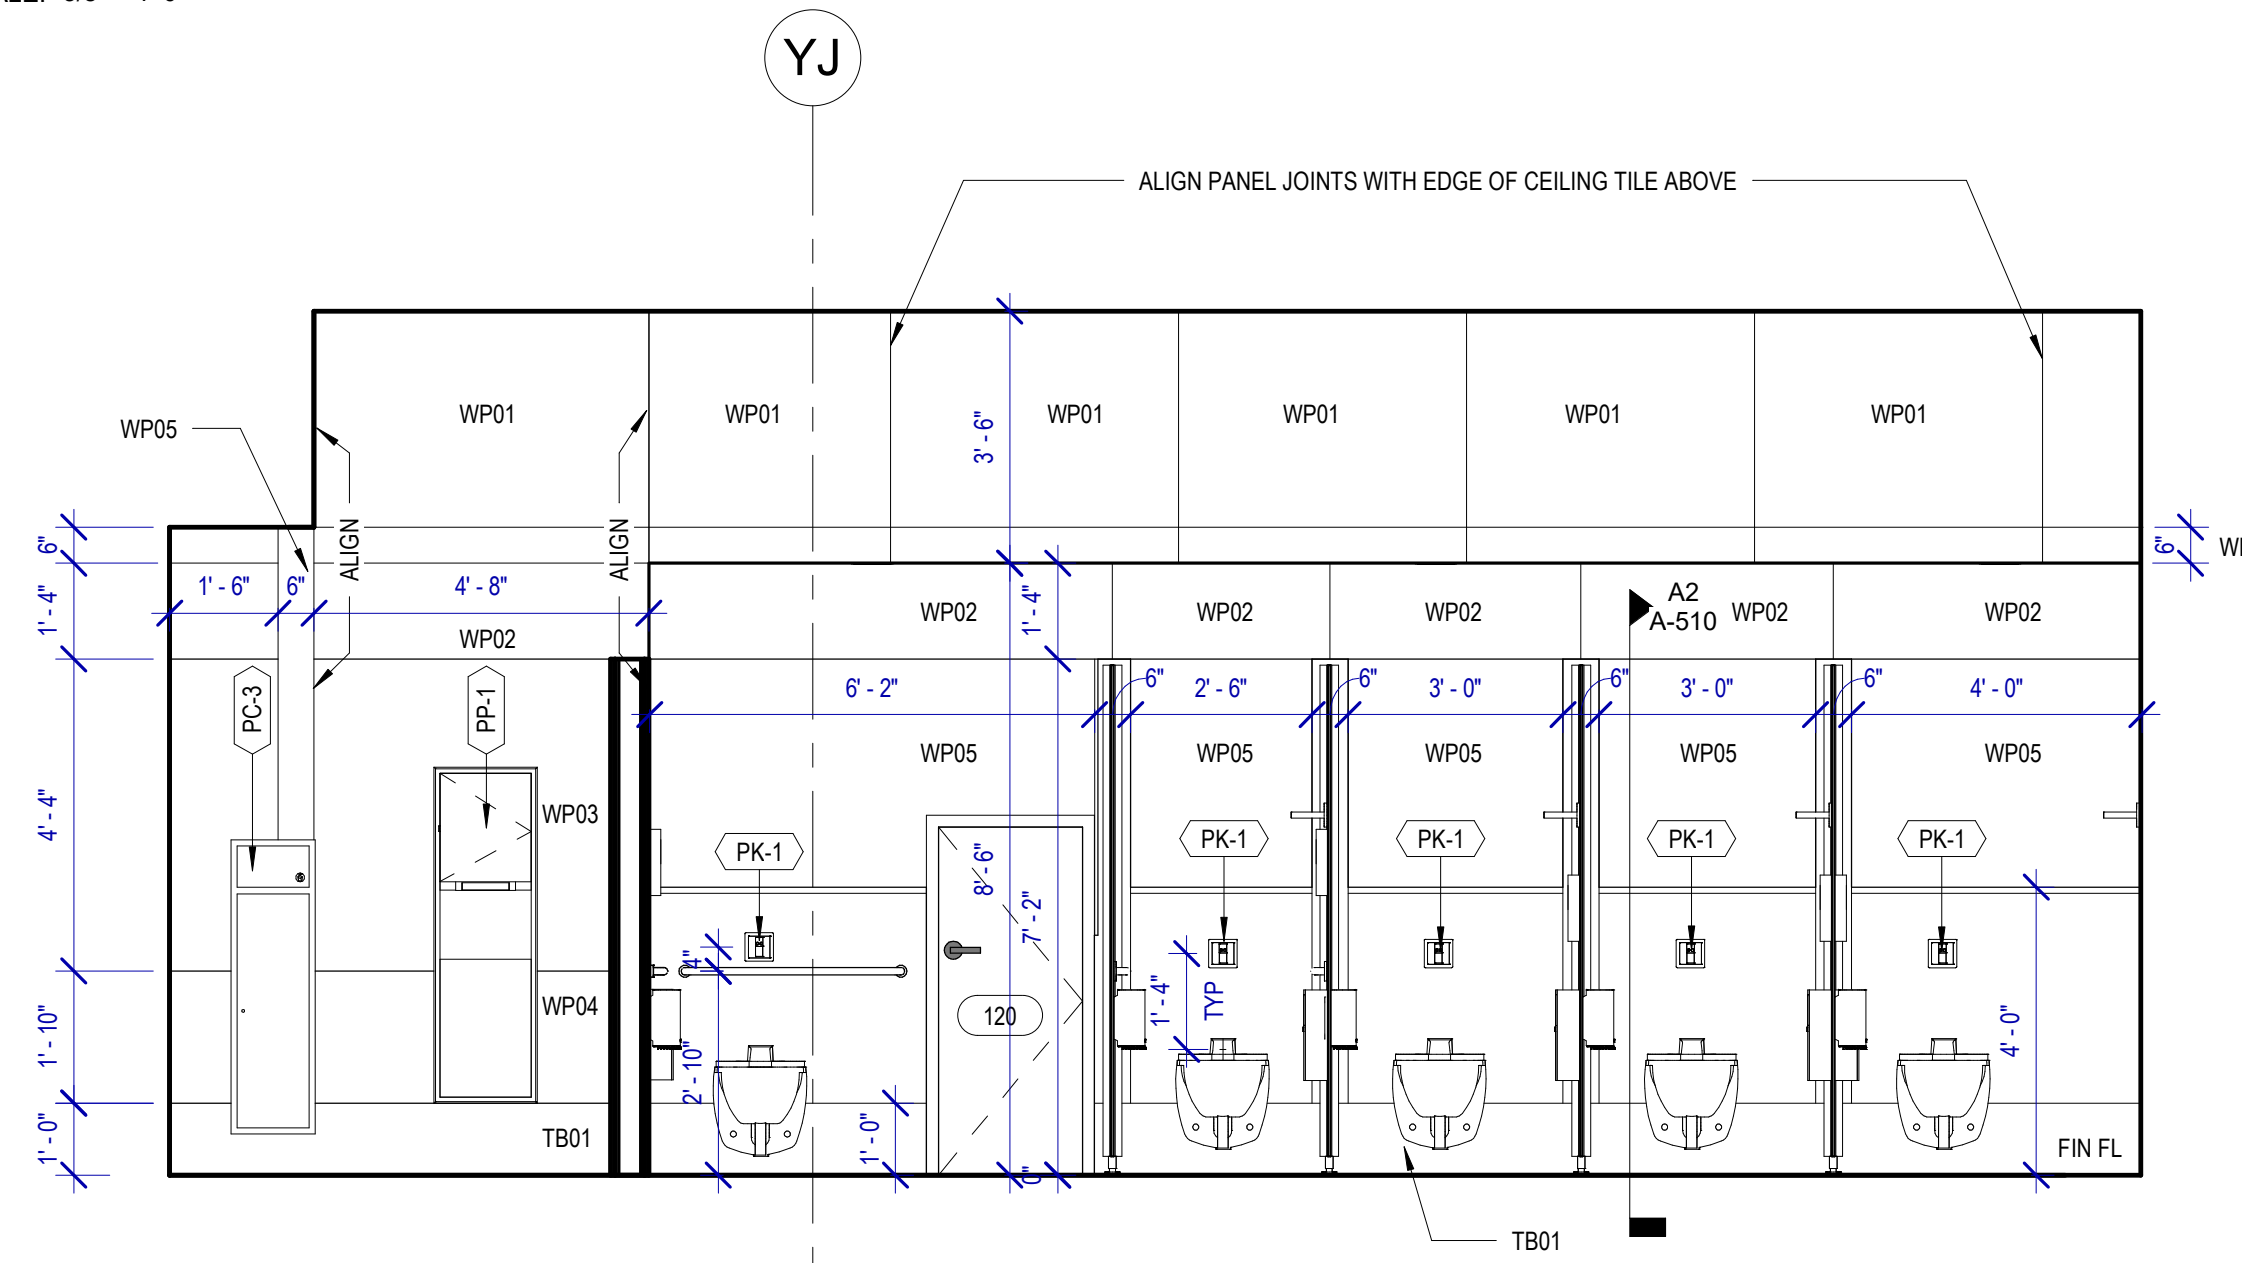 YJ
ALIGN PANEL JOINTS WITH EDGE OF CEILING TILE ABOVE
WP01
WP01
WP01
WP01
WP01
WP01
WP05
3' - 6"
ALIGN
ALIGN
6"
6"
1' - 6"
6"
4' - 8"
1' - 4"
1' - 4"
WP02
WP02
WP02
WP02
WP02
WP02
A2
A-510
PC-3
PP-1
6' - 2"
6"
2' - 6"
6"
3' - 0"
6"
3' - 0"
6"
4' - 0"
WP05
WP05
WP05
WP05
WP05
4' - 4"
WP03
PK-1
PK-1
PK-1
PK-1
PK-1
8' - 6"
7' - 2"
4"
1' - 4"
TYP
WP04
120
1' - 10"
2' - 10"
4' - 0"
1' - 0"
TB01
1' - 0"
0"
FIN FL
TB01